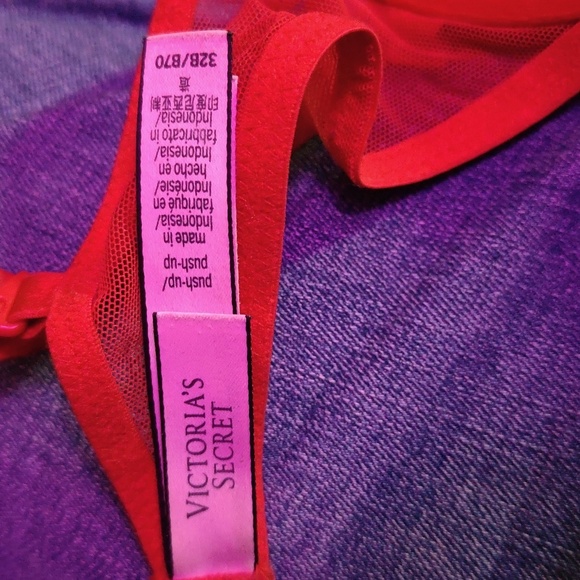 VICTORIA'S
SECRET
push-up/
push-up
made in
Indonesia/
fabriqué en
Indonésie/
hecho en
Indonesia/
fabbricato in
Indonesia/
印度尼西亚制
造
32B/B70